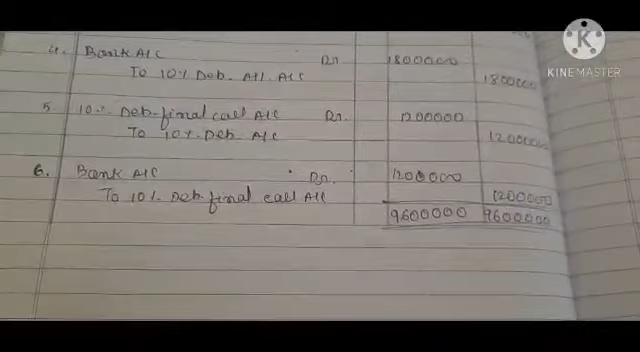 KINEMASTER
4. Bank A/C Dr. 1800000
To 10% Deb. All. A/C 1800000
5. 10% Deb. final call A/C Dr. 1200000
To 10% Deb A/C 1200000
6. Bank A/C Dr. 1200000
To 10% Deb final call A/C 1200000
9600000 9600000